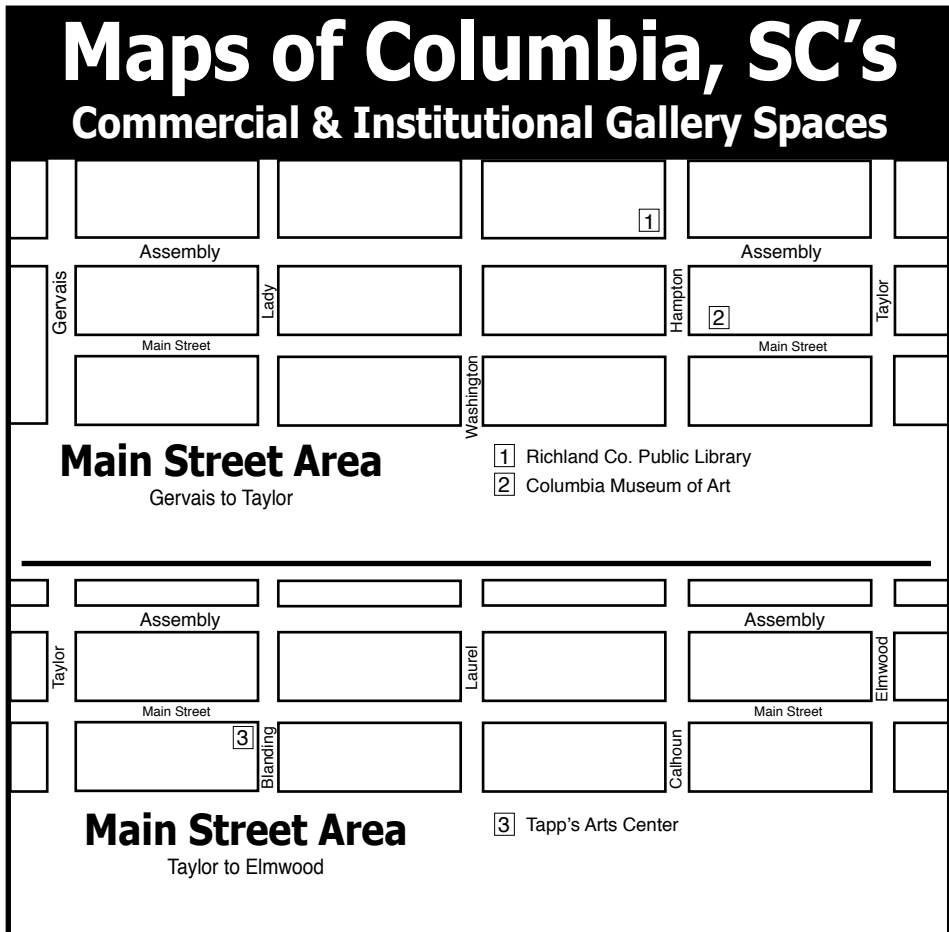 Maps of Columbia, SC’s
Commercial & Institutional Gallery Spaces
1
Assembly
Assembly
Gervais
Lady
Hampton
2
Taylor
Main Street
Main Street
Washington
Main Street Area
Gervais to Taylor
1 Richland Co. Public Library
2 Columbia Museum of Art
Assembly
Assembly
Taylor
Laurel
Elmwood
Main Street
Main Street
3
Blanding
Calhoun
Main Street Area
Taylor to Elmwood
3 Tapp's Arts Center